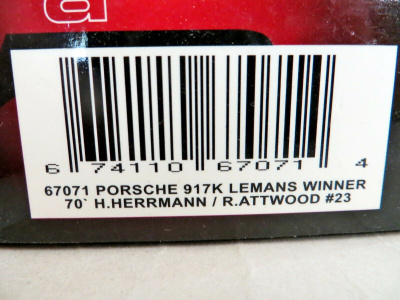 a
6 74110 67071 4
67071 PORSCHE 917K LEMANS WINNER
70` H.HERRMANN / R.ATTWOOD #23